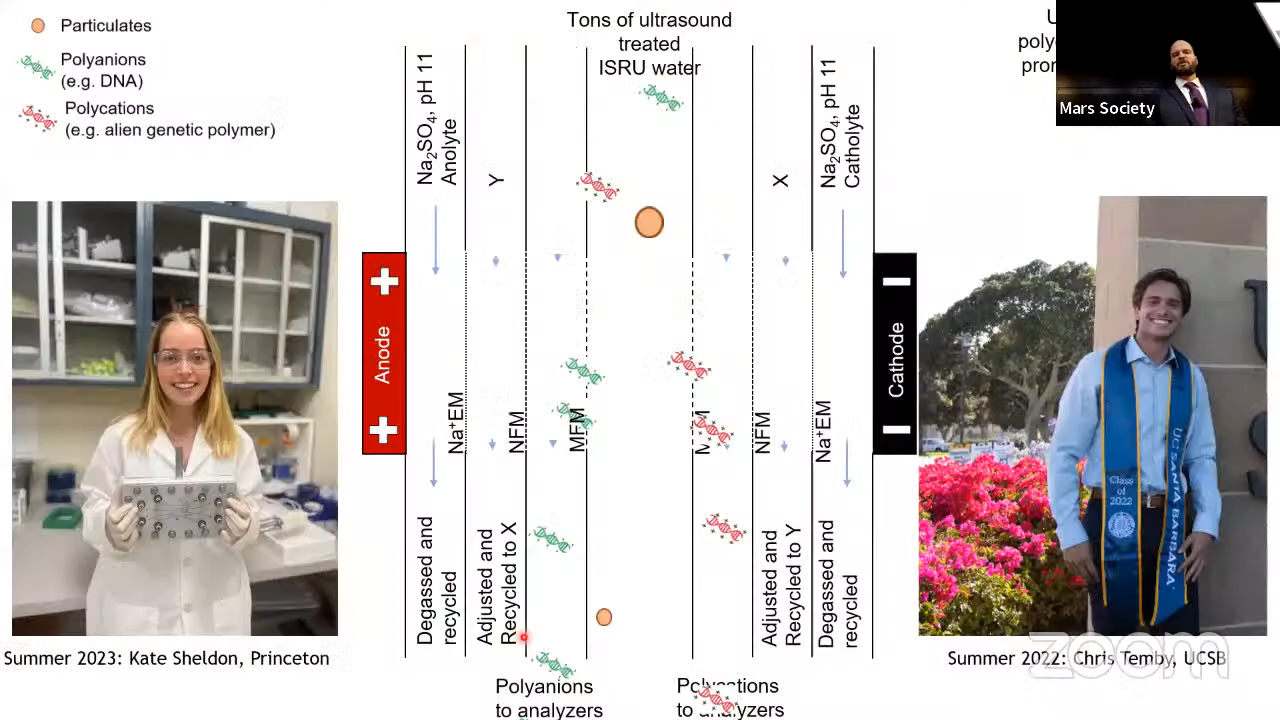 Particulates
Polyanions
(e.g. DNA)
Polycations
(e.g. alien genetic polymer)
Tons of ultrasound
treated
ISRU water
Mars Society
Na2SO4, pH 11
Anolyte
Y
X
Na2SO4, pH 11
Catholyte
Anode
Cathode
Na+EM
NFM
MFM
NFM
Na+EM
Degassed and
recycled
Adjusted and
Recycled to X
Adjusted and
Recycled to Y
Degassed and
recycled
Class
of
2022
UC SANTA BARBARA
Summer 2023: Kate Sheldon, Princeton
Summer 2022: Chris Temby, UCSB
zoom
Polyanions
to analyzers
Polycations
to analyzers